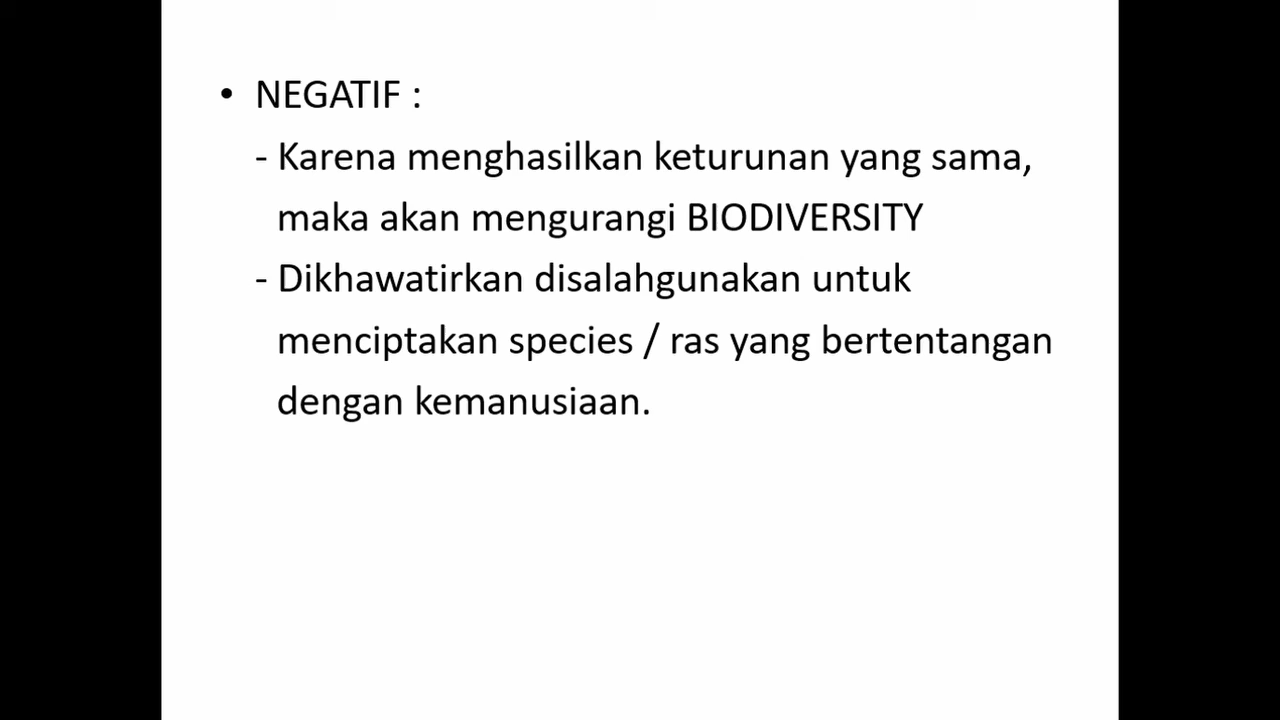 • NEGATIF :
- Karena menghasilkan keturunan yang sama,
maka akan mengurangi BIODIVERSITY
- Dikhawatirkan disalahgunakan untuk
menciptakan species / ras yang bertentangan
dengan kemanusiaan.